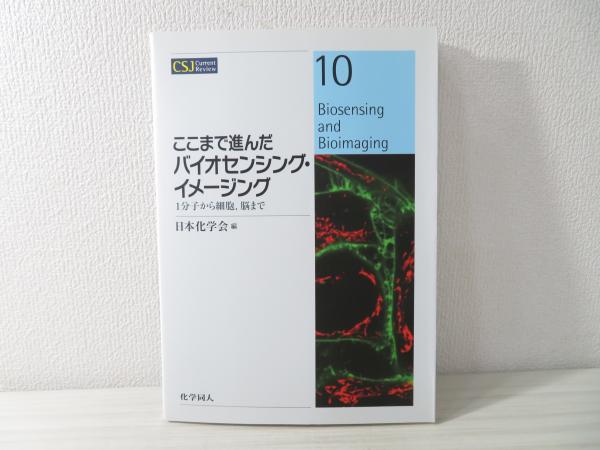 CSJ Current Review
10
Biosensing
and
Bioimaging
ここまで進んだ
バイオセンシング・
イメージング
1分子から細胞,脳まで
日本化学会 編
化学同人